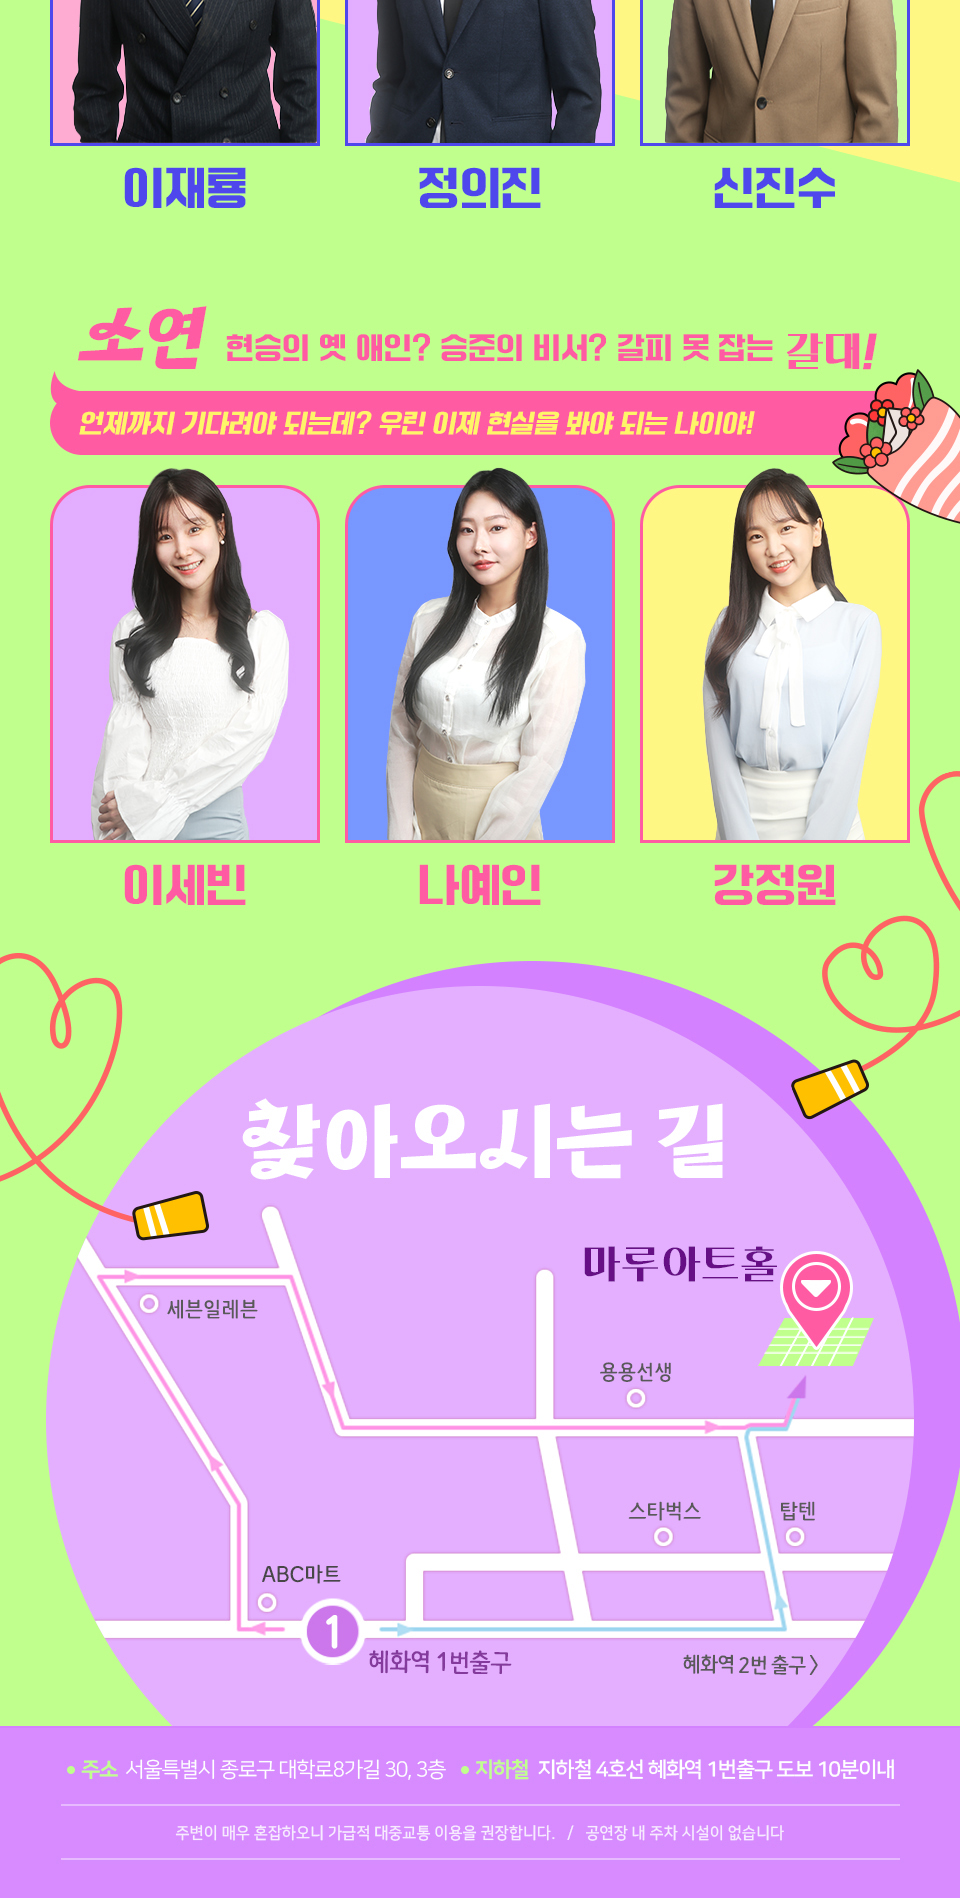 이재룡 정의진 신진수
소연 현승의 옛 애인? 승준의 비서? 갈피 못 잡는 갈대!
언제까지 기다려야 되는데? 우린 이제 현실을 봐야 되는 나이야!
이세빈 나예인 강정원
찾아오시는 길
마루아트홀
세븐일레븐
용용선생
스타벅스 탑텐
ABC마트
1
혜화역 1번출구 혜화역 2번 출구 〉
• 주소 서울특별시 종로구 대학로8가길 30, 3층 • 지하철 지하철 4호선 혜화역 1번출구 도보 10분이내
주변이 매우 혼잡하오니 가급적 대중교통 이용을 권장합니다. / 공연장 내 주차 시설이 없습니다